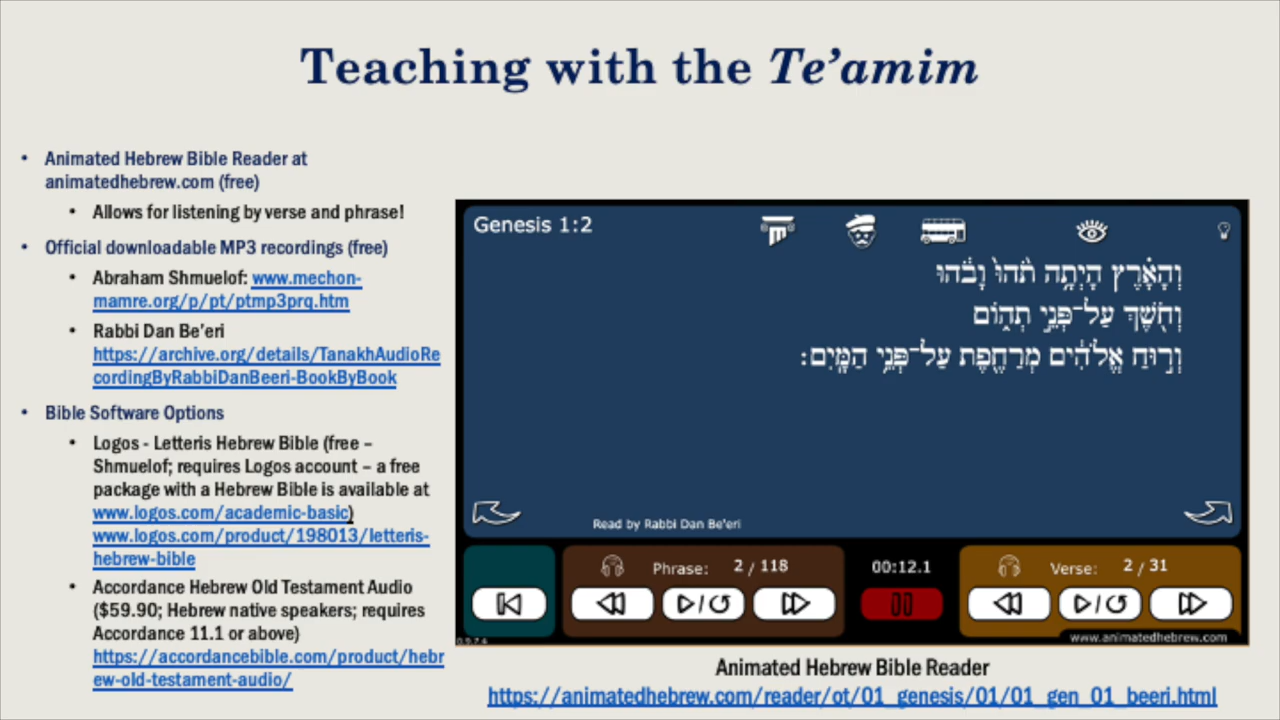 Teaching with the Te’amim
• Animated Hebrew Bible Reader at
animatedhebrew.com (free)
• Allows for listening by verse and phrase!
• Official downloadable MP3 recordings (free)
• Abraham Shmuelof: www.mechon-
mamre.org/p/pt/ptmp3prq.htm
• Rabbi Dan Be’eri
https://archive.org/details/TanakhAudioRe
cordingByRabbiDanBeeri-BookByBook
• Bible Software Options
• Logos - Letteris Hebrew Bible (free –
Shmuelof; requires Logos account – a free
package with a Hebrew Bible is available at
www.logos.com/academic-basic)
www.logos.com/product/198013/letteris-
hebrew-bible
• Accordance Hebrew Old Testament Audio
($59.90; Hebrew native speakers; requires
Accordance 11.1 or above)
https://accordancebible.com/product/hebr
ew-old-testament-audio/
Genesis 1:2
וְהָאָ֗רֶץ הָיְתָ֥ה תֹ֙הוּ֙ וָבֹ֔הוּ
וְחֹ֖שֶׁךְ עַל־פְּנֵ֣י תְה֑וֹם
וְר֣וּחַ אֱלֹהִ֔ים מְרַחֶ֖פֶת עַל־פְּנֵ֥י הַמָּֽיִם׃
Read by Rabbi Dan Be'eri
Phrase: 2 / 118
00:12.1
Verse: 2 / 31
0.9.7.6
www.animatedhebrew.com
Animated Hebrew Bible Reader
https://animatedhebrew.com/reader/ot/01_genesis/01/01_gen_01_beeri.html